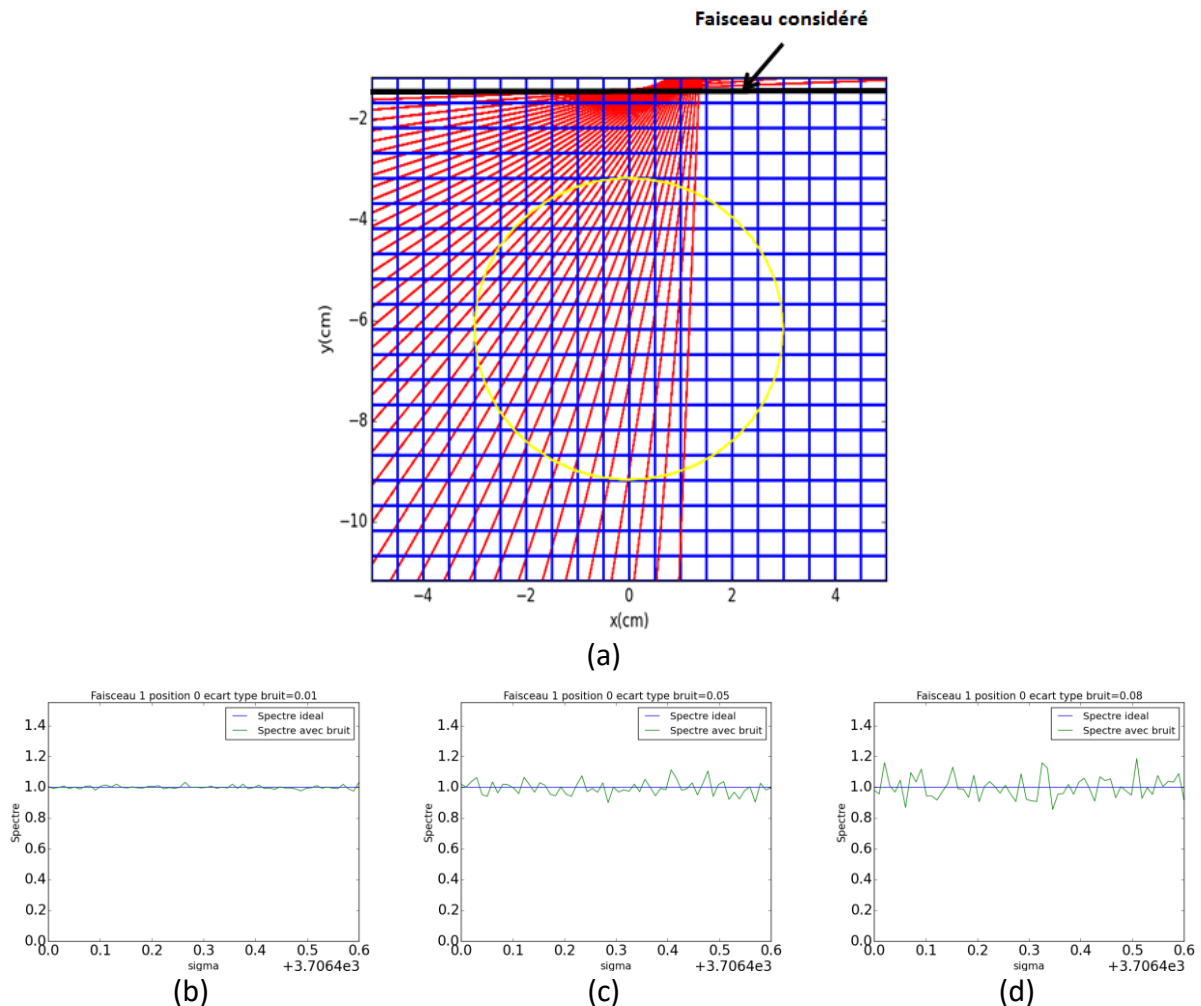 Faisceau considéré
−2
−4
−6
−8
−10
y(cm)
−4 −2 0 2 4
x(cm)
(a)
Faisceau 1 position 0 ecart type bruit=0.01
Spectre ideal
Spectre avec bruit
1.4
1.2
1.0
0.8
0.6
0.4
0.2
0.0
Spectre
0.0 0.1 0.2 0.3 0.4 0.5 0.6
sigma +3.7064e3
(b)
Faisceau 1 position 0 ecart type bruit=0.05
Spectre ideal
Spectre avec bruit
1.4
1.2
1.0
0.8
0.6
0.4
0.2
0.0
Spectre
0.0 0.1 0.2 0.3 0.4 0.5 0.6
sigma +3.7064e3
(c)
Faisceau 1 position 0 ecart type bruit=0.08
Spectre ideal
Spectre avec bruit
1.4
1.2
1.0
0.8
0.6
0.4
0.2
0.0
Spectre
0.0 0.1 0.2 0.3 0.4 0.5 0.6
sigma +3.7064e3
(d)